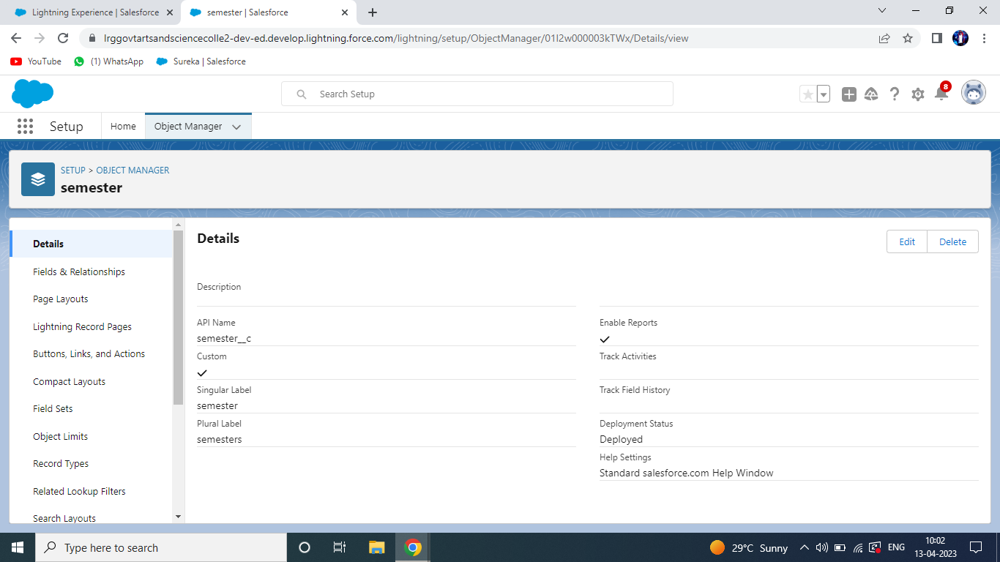 Lightning Experience | Salesforce
semester | Salesforce
lrggovtartsandsciencecolle2-dev-ed.develop.lightning.force.com/lightning/setup/ObjectManager/01I2w000003kTWx/Details/view
YouTube
(1) WhatsApp
Sureka | Salesforce
Search Setup
8
Setup
Home
Object Manager
SETUP > OBJECT MANAGER
semester
Details
Fields & Relationships
Page Layouts
Lightning Record Pages
Buttons, Links, and Actions
Compact Layouts
Field Sets
Object Limits
Record Types
Related Lookup Filters
Search Layouts
Details
Edit
Delete
Description
API Name
semester__c
Custom
Singular Label
semester
Plural Label
semesters
Enable Reports
Track Activities
Track Field History
Deployment Status
Deployed
Help Settings
Standard salesforce.com Help Window
Type here to search
29°C Sunny
ENG
10:02
13-04-2023